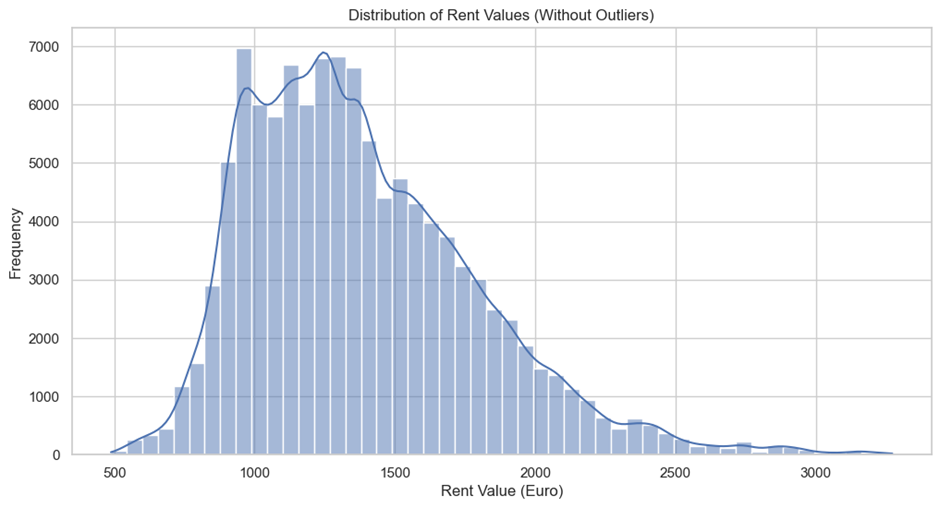 Distribution of Rent Values (Without Outliers)
7000
6000
5000
4000
3000
2000
1000
0
Frequency
500 1000 1500 2000 2500 3000
Rent Value (Euro)